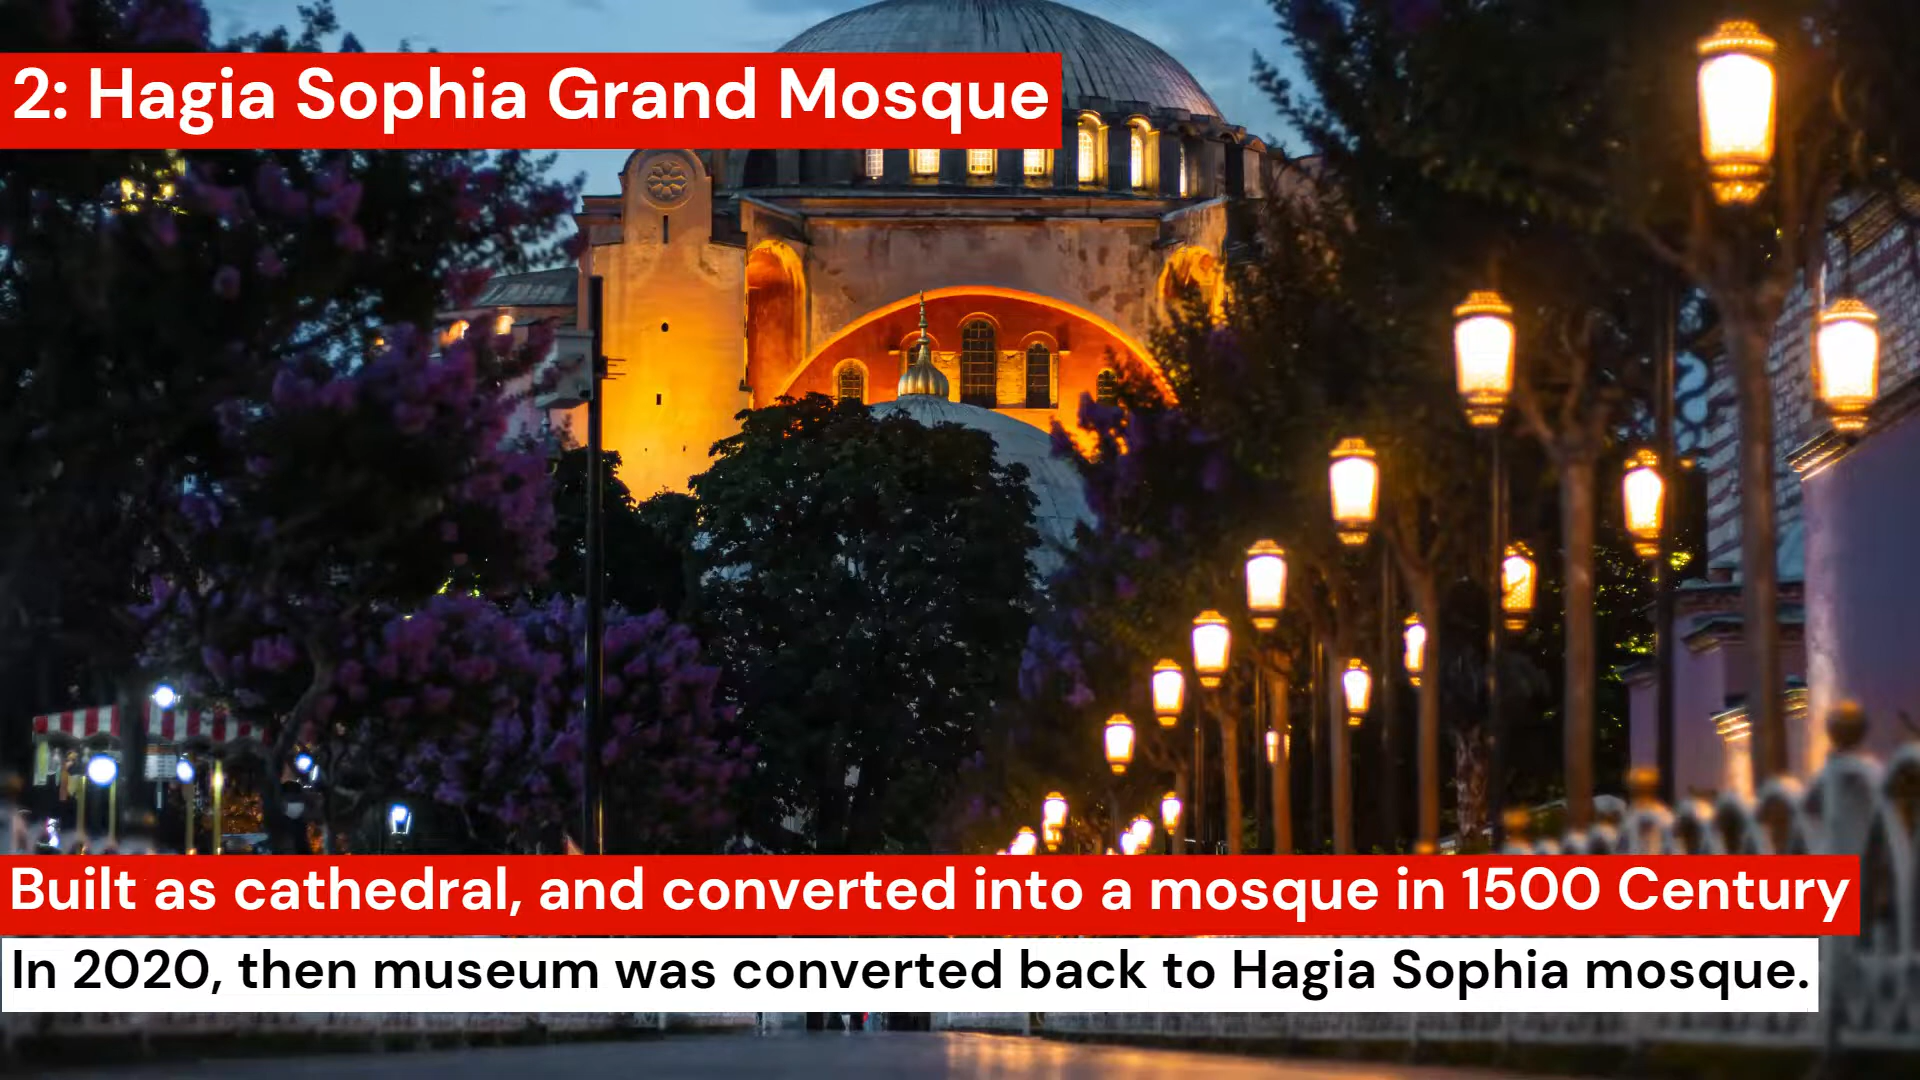 2: Hagia Sophia Grand Mosque
Built as cathedral, and converted into a mosque in 1500 Century
In 2020, then museum was converted back to Hagia Sophia mosque.